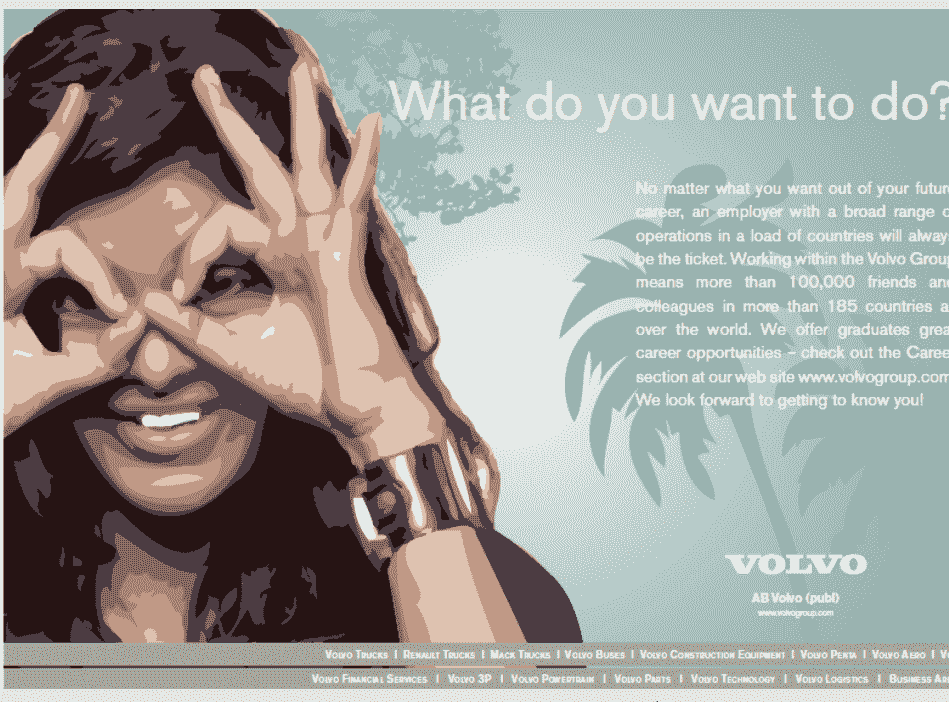 What do you want to do?
No matter what you want out of your futur
career, an employer with a broad range o
operations in a load of countries will alway
be the ticket. Working within the Volvo Group
means more than 100,000 friends and
colleagues in more than 185 countries a
over the world. We offer graduates grea
career opportunities – check out the Caree
section at our web site www.volvogroup.com
We look forward to getting to know you!
VOLVO
AB Volvo (publ)
www.volvogroup.com
Volvo Trucks | Renault Trucks | Mack Trucks | Volvo Buses | Volvo Construction Equipment | Volvo Penta | Volvo Aero | Vo
Volvo Financial Services | Volvo 3P | Volvo Powertrain | Volvo Parts | Volvo Technology | Volvo Logistics | Business Are